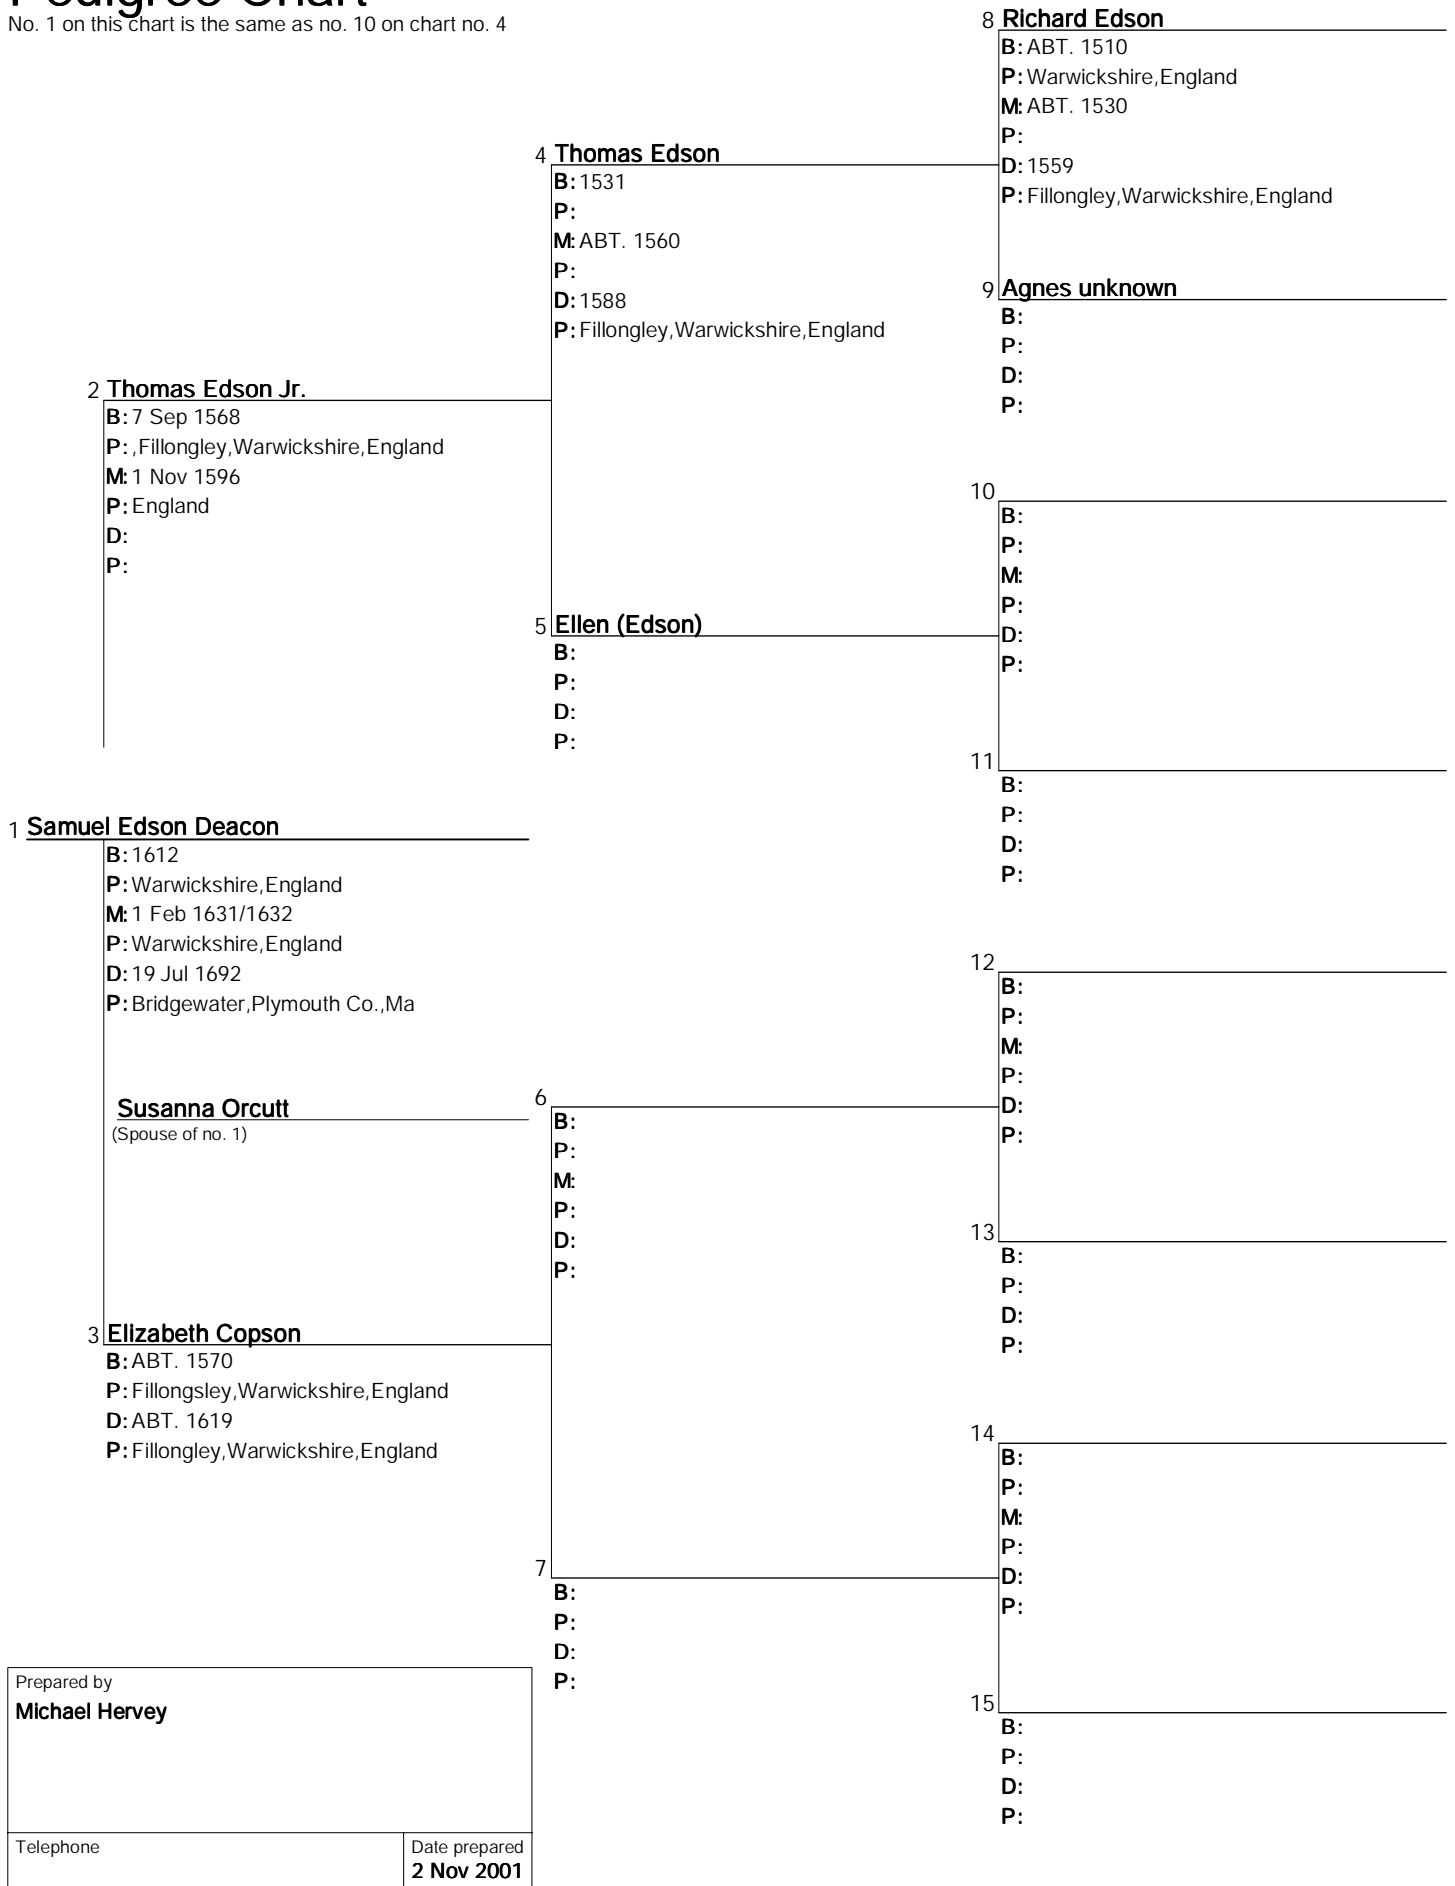 Pedigree Chart
No. 1 on this chart is the same as no. 10 on chart no. 4
8 Richard Edson
B: ABT. 1510
P: Warwickshire,England
M: ABT. 1530
P:
D: 1559
P: Fillongley,Warwickshire,England
4 Thomas Edson
B: 1531
P:
M: ABT. 1560
P:
D: 1588
P: Fillongley,Warwickshire,England
9 Agnes unknown
B:
P:
D:
P:
2 Thomas Edson Jr.
B: 7 Sep 1568
P: ,Fillongley,Warwickshire,England
M: 1 Nov 1596
P: England
D:
P:
10
B:
P:
M:
P:
D:
P:
5 Ellen (Edson)
B:
P:
D:
P:
11
B:
P:
D:
P:
1 Samuel Edson Deacon
B: 1612
P: Warwickshire,England
M: 1 Feb 1631/1632
P: Warwickshire,England
D: 19 Jul 1692
P: Bridgewater,Plymouth Co.,Ma
12
B:
P:
M:
P:
D:
P:
Susanna Orcutt
(Spouse of no. 1)
6
B:
P:
M:
P:
D:
P:
13
B:
P:
D:
P:
3 Elizabeth Copson
B: ABT. 1570
P: Fillongsley,Warwickshire,England
D: ABT. 1619
P: Fillongley,Warwickshire,England
14
B:
P:
M:
P:
D:
P:
7
B:
P:
D:
P:
15
B:
P:
D:
P:
Prepared by
Michael Hervey
Telephone
Date prepared
2 Nov 2001